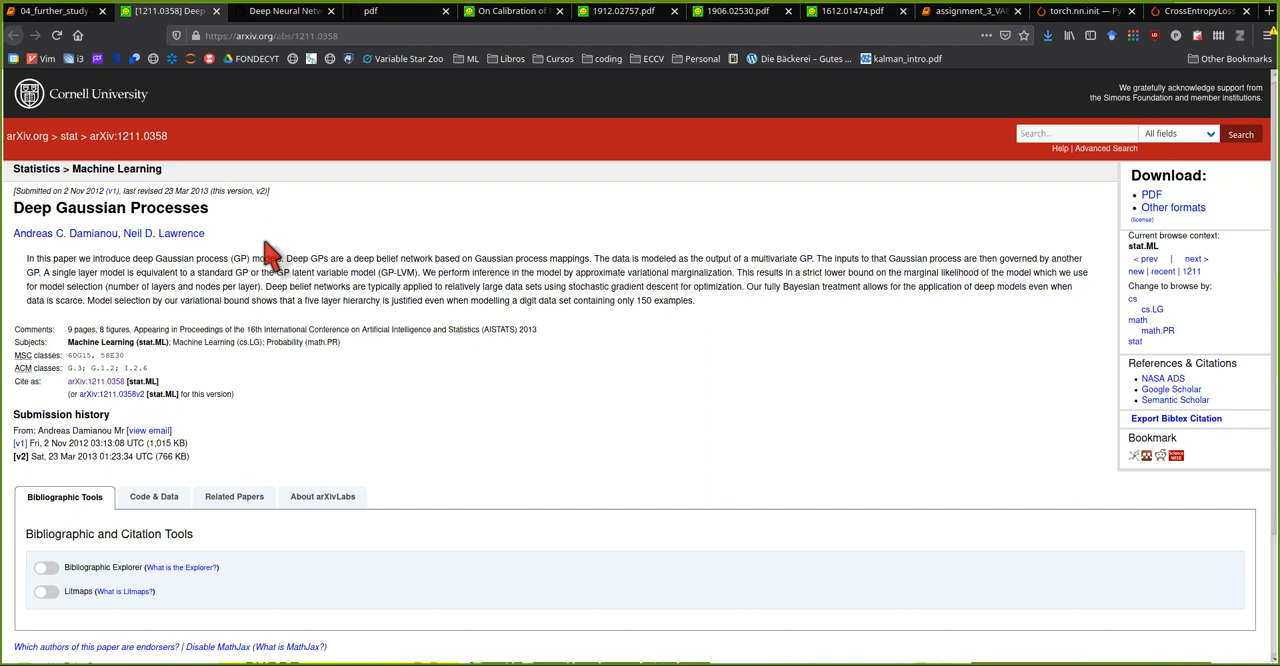 04_further_study
[1211.0358] Deep
Deep Neural Netw
pdf
On Calibration of
1912.02757.pdf
1906.02530.pdf
1612.01474.pdf
assignment_3_VAE
torch.nn.init — Py
CrossEntropyLoss
https://arxiv.org/abs/1211.0358
Vim
i3
FONDECYT
Variable Star Zoo
ML
Libros
Cursos
coding
ECCV
Personal
Die Bäckerei – Gutes ...
kalman_intro.pdf
Other Bookmarks
Cornell University
We gratefully acknowledge support from
the Simons Foundation and member institutions.
arXiv.org > stat > arXiv:1211.0358
Search...
All fields
Search
Help | Advanced Search
Statistics > Machine Learning
[Submitted on 2 Nov 2012 (v1), last revised 23 Mar 2013 (this version, v2)]
Deep Gaussian Processes
Andreas C. Damianou, Neil D. Lawrence
In this paper we introduce deep Gaussian process (GP) models. Deep GPs are a deep belief network based on Gaussian process mappings. The data is modeled as the output of a multivariate GP. The inputs to that Gaussian process are then governed by another
GP. A single layer model is equivalent to a standard GP or the GP latent variable model (GP-LVM). We perform inference in the model by approximate variational marginalization. This results in a strict lower bound on the marginal likelihood of the model which we use
for model selection (number of layers and nodes per layer). Deep belief networks are typically applied to relatively large data sets using stochastic gradient descent for optimization. Our fully Bayesian treatment allows for the application of deep models even when
data is scarce. Model selection by our variational bound shows that a five layer hierarchy is justified even when modelling a digit data set containing only 150 examples.
Comments: 9 pages, 8 figures. Appearing in Proceedings of the 16th International Conference on Artificial Intelligence and Statistics (AISTATS) 2013
Subjects: Machine Learning (stat.ML); Machine Learning (cs.LG); Probability (math.PR)
MSC classes: 60G15, 58E30
ACM classes: G.3; G.1.2; I.2.6
Cite as: arXiv:1211.0358 [stat.ML]
(or arXiv:1211.0358v2 [stat.ML] for this version)
Submission history
From: Andreas Damianou Mr [view email]
[v1] Fri, 2 Nov 2012 03:13:08 UTC (1,015 KB)
[v2] Sat, 23 Mar 2013 01:23:34 UTC (766 KB)
Download:
PDF
Other formats
(license)
Current browse context:
stat.ML
< prev | next >
new | recent | 1211
Change to browse by:
cs
cs.LG
math
math.PR
stat
References & Citations
NASA ADS
Google Scholar
Semantic Scholar
Export Bibtex Citation
Bookmark
Bibliographic Tools
Code & Data
Related Papers
About arXivLabs
Bibliographic and Citation Tools
Bibliographic Explorer (What is the Explorer?)
Litmaps (What is Litmaps?)
Which authors of this paper are endorsers? | Disable MathJax (What is MathJax?)